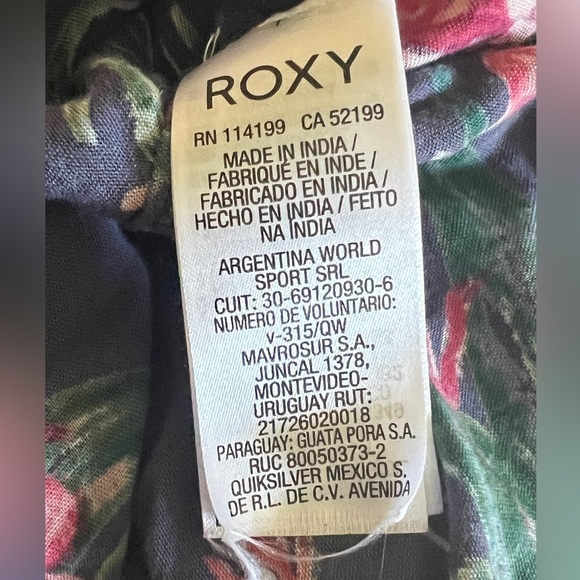 ROXY
RN 114199 CA 52199
MADE IN INDIA /
FABRIQUÉ EN INDE /
FABRICADO EN INDIA /
HECHO EN INDIA / FEITO
NA ÍNDIA
ARGENTINA WORLD
SPORT SRL
CUIT: 30-69120930-6
NUMERO DE VOLUNTARIO:
v-315/QW
MAVROSUR S.A.,
JUNCAL 1378,
MONTEVIDEO-
URUGUAY RUT:
21726020018
PARAGUAY: GUATA PORA S.A.
RUC 80050373-2
QUIKSILVER MEXICO S.
DE R.L. DE C.V. AVENIDA